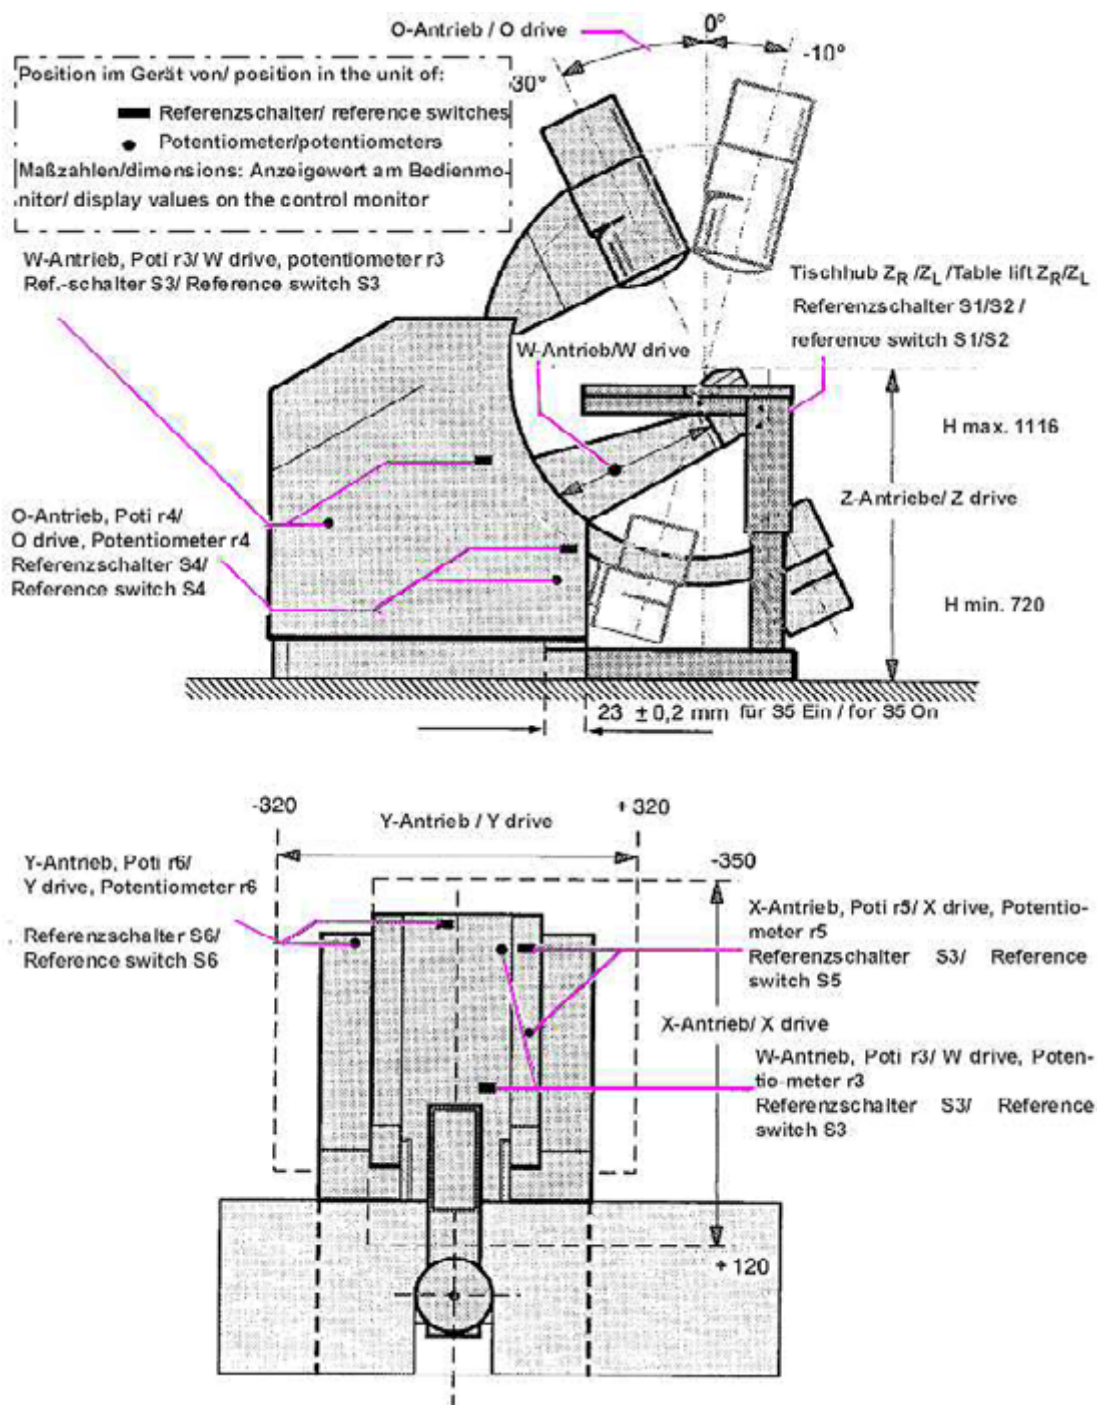 O-Antrieb / O drive
0°
-10°
30°
Position im Gerät von/ position in the unit of:
Referenzschalter/ reference switches
Potentiometer/potentiometers
Maßzahlen/dimensions: Anzeigewert am Bedienmo-
nitor/ display values on the control monitor
W-Antrieb, Poti r3/ W drive, potentiometer r3
Ref.-schalter S3/ Reference switch S3
Tischhub ZR /ZL /Table lift ZR/ZL
Referenzschalter S1/S2 /
reference switch S1/S2
W-Antrieb/W drive
H max. 1116
Z-Antriebe/ Z drive
O-Antrieb, Poti r4/
O drive, Potentiometer r4
Referenzschalter S4/
Reference switch S4
H min. 720
23 ±0,2 mm für S5 Ein / for S5 On
-320
+320
Y-Antrieb / Y drive
-350
Y-Antrieb, Poti r6/
Y drive, Potentiometer r6
Referenzschalter S6/
Reference switch S6
X-Antrieb, Poti r5/ X drive, Potentio-
meter r5
Referenzschalter S3/ Reference
switch S5
X-Antrieb/ X drive
W-Antrieb, Poti r3/ W drive, Poten-
tio-meter r3
Referenzschalter S3/ Reference
switch S3
+120